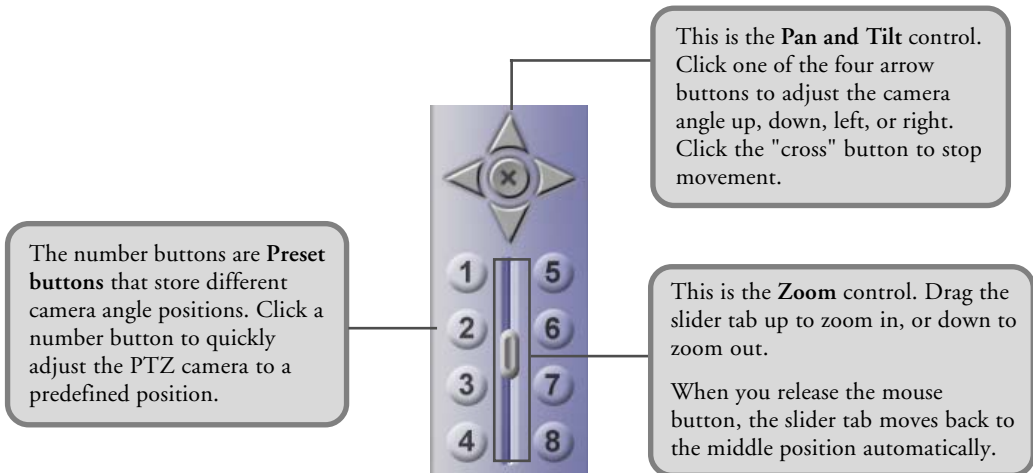 This is the Pan and Tilt control.
Click one of the four arrow
buttons to adjust the camera
angle up, down, left, or right.
Click the "cross" button to stop
movement.
The number buttons are Preset
buttons that store different
camera angle positions. Click a
number button to quickly
adjust the PTZ camera to a
predefined position.
1
5
2
6
3
7
4
8
This is the Zoom control. Drag the
slider tab up to zoom in, or down to
zoom out.
When you release the mouse
button, the slider tab moves back to
the middle position automatically.